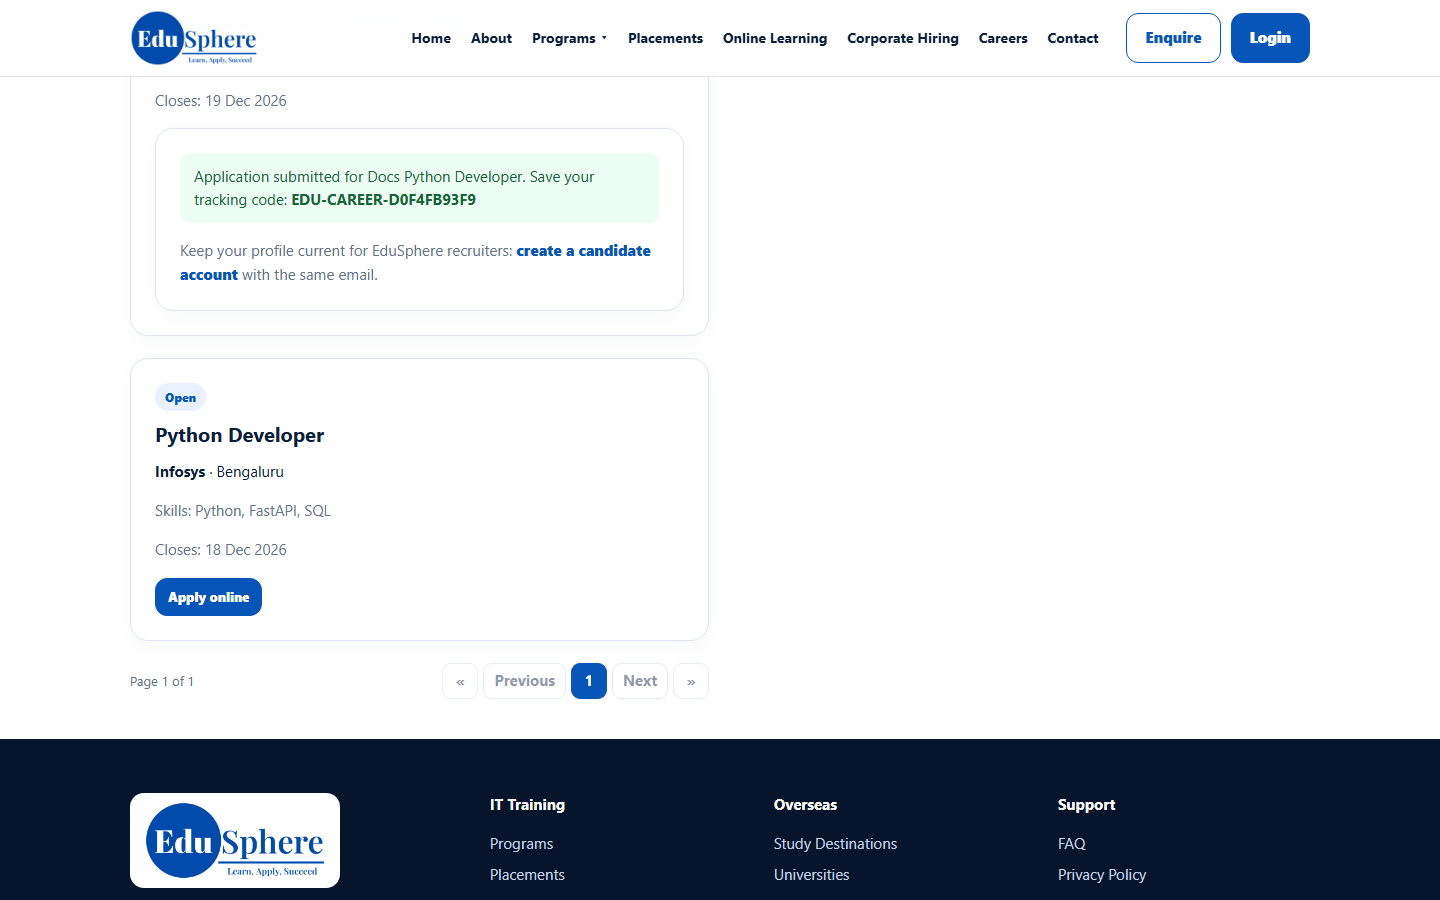 EduSphere
Learn, Apply, Succeed
Home About Programs ▾ Placements Online Learning Corporate Hiring Careers Contact Enquire Login
Closes: 19 Dec 2026
Application submitted for Docs Python Developer. Save your
tracking code: EDU-CAREER-D0F4FB93F9
Keep your profile current for EduSphere recruiters: create a candidate
account with the same email.
Open
Python Developer
Infosys · Bengaluru
Skills: Python, FastAPI, SQL
Closes: 18 Dec 2026
Apply online
Page 1 of 1 « Previous 1 Next »
EduSphere
Learn, Apply, Succeed
IT Training
Programs
Placements
Overseas
Study Destinations
Universities
Support
FAQ
Privacy Policy